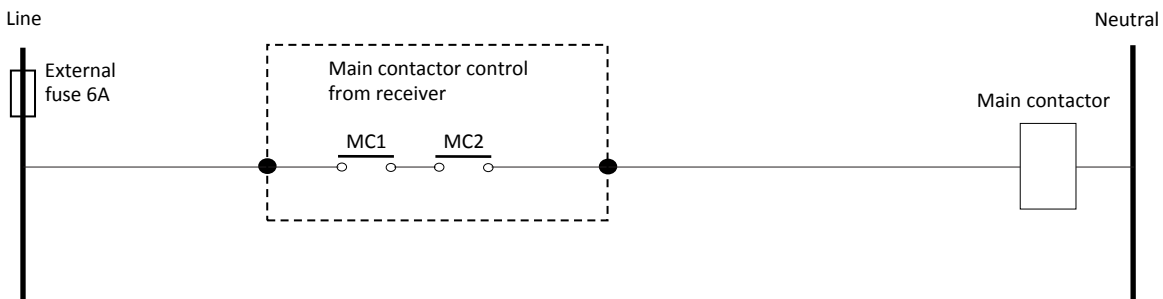 Line
Neutral
External
fuse 6A
Main contactor control
from receiver
Main contactor
MC1
MC2